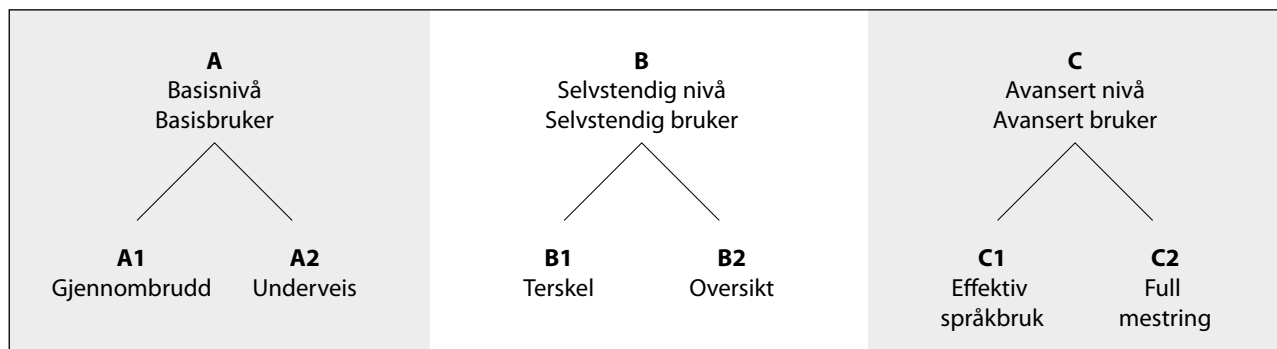 A
Basisnivå
Basisbruker
A1
Gjennombrudd
A2
Underveis
B
Selvstendig nivå
Selvstendig bruker
B1
Terskel
B2
Oversikt
C
Avansert nivå
Avansert bruker
C1
Effektiv
språkbruk
C2
Full
mestring